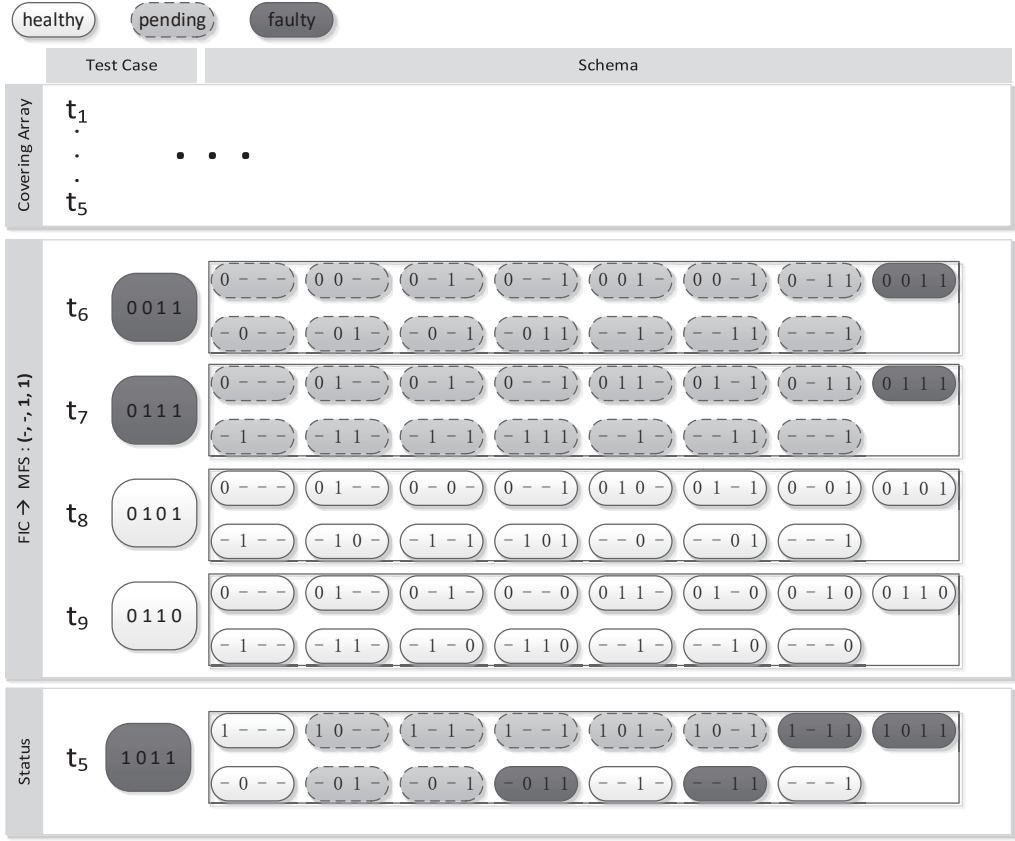 healthy pending faulty
Test Case Schema
Covering Array
t1
.
. . . .
.
t5
FIC → MFS : (-, -, 1, 1)
t6 0011 0 - - - 0 0 - - 0 - 1 - 0 - - 1 0 0 1 - 0 0 - 1 0 - 1 1 0 0 1 1
- 0 - - - 0 1 - - 0 - 1 - 0 1 1 - - 1 - - - 1 1 - - - 1
t7 0111 0 - - - 0 1 - - 0 - 1 - 0 - - 1 0 1 1 - 0 1 - 1 0 - 1 1 0 1 1 1
- 1 - - - 1 1 - - 1 - 1 - 1 1 1 - - 1 - - - 1 1 - - - 1
t8 0101 0 - - - 0 1 - - 0 - 0 - 0 - - 1 0 1 0 - 0 1 - 1 0 - 0 1 0 1 0 1
- 1 - - - 1 0 - - 1 - 1 - 1 0 1 - - 0 - - - 0 1 - - - 1
t9 0110 0 - - - 0 1 - - 0 - 1 - 0 - - 0 0 1 1 - 0 1 - 0 0 - 1 0 0 1 1 0
- 1 - - - 1 1 - - 1 - 0 - 1 1 0 - - 1 - - - 1 0 - - - 0
Status
t5 1011 1 - - - 1 0 - - 1 - 1 - 1 - - 1 1 0 1 - 1 0 - 1 1 - 1 1 1 0 1 1
- 0 - - - 0 1 - - 0 - 1 - 0 1 1 - - 1 - - - 1 1 - - - 1